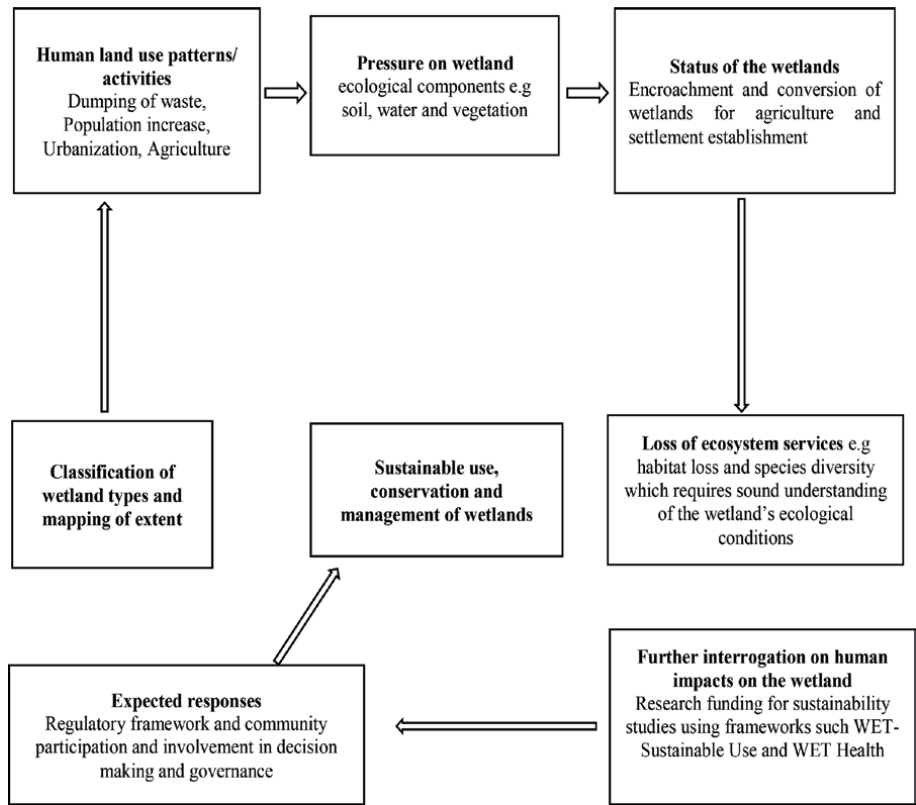 Human land use patterns/
activities
Dumping of waste,
Population increase,
Urbanization, Agriculture
Pressure on wetland
ecological components e.g
soil, water and vegetation
Status of the wetlands
Encroachment and conversion of
wetlands for agriculture and
settlement establishment
Classification of
wetland types and
mapping of extent
Sustainable use,
conservation and
management of wetlands
Loss of ecosystem services e.g
habitat loss and species diversity
which requires sound understanding
of the wetland’s ecological
conditions
Expected responses
Regulatory framework and community
participation and involvement in decision
making and governance
Further interrogation on human
impacts on the wetland
Research funding for sustainability
studies using frameworks such WET-
Sustainable Use and WET Health